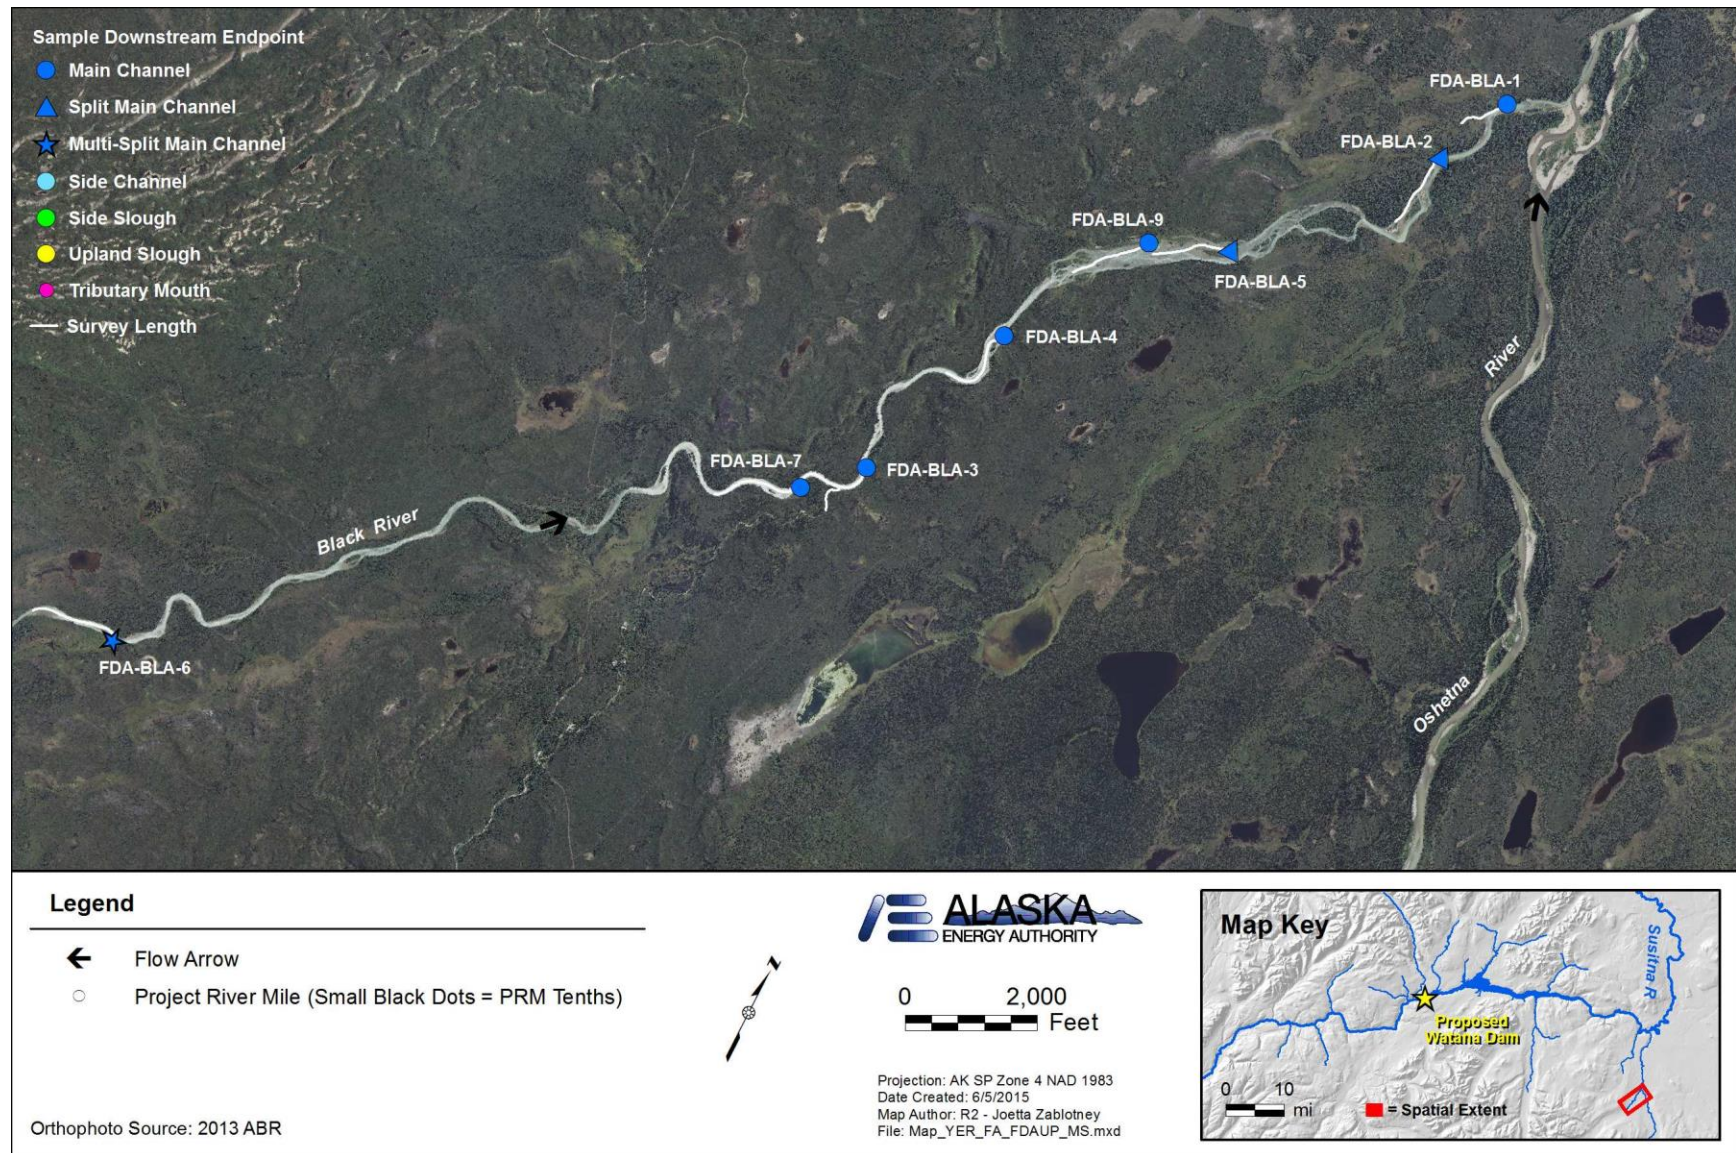 Sample Downstream Endpoint
Main Channel
Split Main Channel
Multi-Split Main Channel
Side Channel
Side Slough
Upland Slough
Tributary Mouth
Survey Length
FDA-BLA-1
FDA-BLA-2
FDA-BLA-9
FDA-BLA-5
FDA-BLA-4
FDA-BLA-7
FDA-BLA-3
FDA-BLA-6
Black River
Oshetna River
Legend
Flow Arrow
Project River Mile (Small Black Dots = PRM Tenths)
Orthophoto Source: 2013 ABR
N
ALASKA
ENERGY AUTHORITY
0 2,000
Feet
Projection: AK SP Zone 4 NAD 1983
Date Created: 6/5/2015
Map Author: R2 - Joetta Zablotney
File: Map_YER_FA_FDAUP_MS.mxd
Map Key
Susitna R
Proposed
Watana Dam
0 10
mi
= Spatial Extent